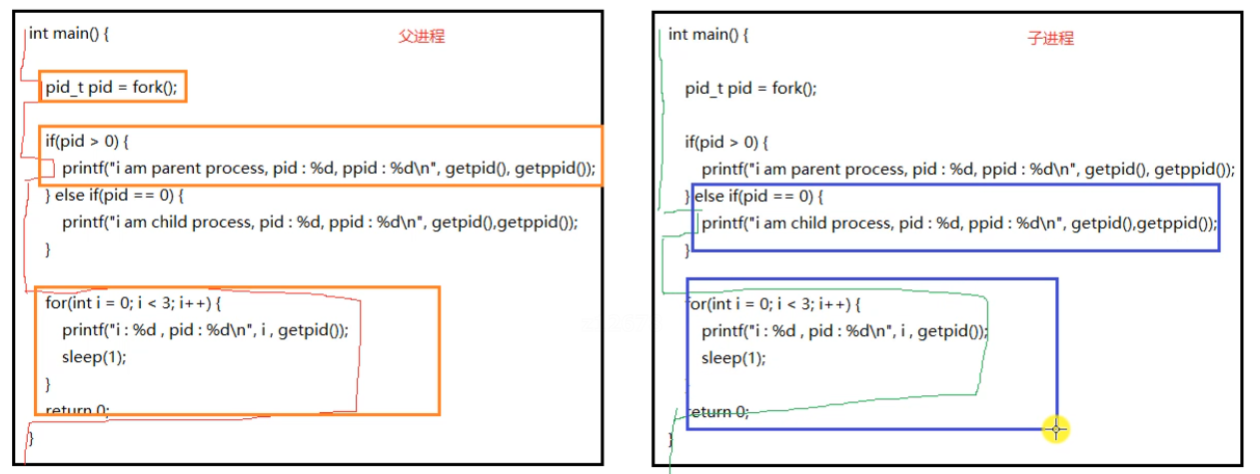 int main() {
父进程
pid_t pid = fork();
if(pid > 0) {
printf("i am parent process, pid : %d, ppid : %d\n", getpid(), getppid());
} else if(pid == 0) {
printf("i am child process, pid : %d, ppid : %d\n", getpid(),getppid());
}
for(int i = 0; i < 3; i++) {
printf("i : %d , pid : %d\n", i , getpid());
sleep(1);
}
return 0;
}
int main() {
子进程
pid_t pid = fork();
if(pid > 0) {
printf("i am parent process, pid : %d, ppid : %d\n", getpid(), getppid());
} else if(pid == 0) {
printf("i am child process, pid : %d, ppid : %d\n", getpid(),getppid());
}
for(int i = 0; i < 3; i++) {
printf("i : %d , pid : %d\n", i , getpid());
sleep(1);
return 0;
}